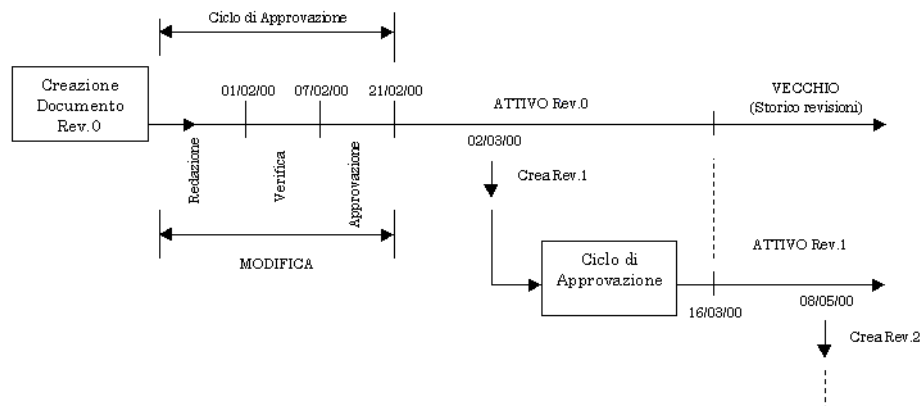 Ciclo di Approvazione
Creazione
Documento
Rev.0
01/02/00
07/02/00
21/02/00
ATTIVO Rev.0
VECCHIO
(Storico revisioni)
02/03/00
Redazione
Verifica
Approvazione
Crea Rev.1
MODIFICA
Ciclo di
Approvazione
ATTIVO Rev.1
16/03/00
08/05/00
Crea Rev.2